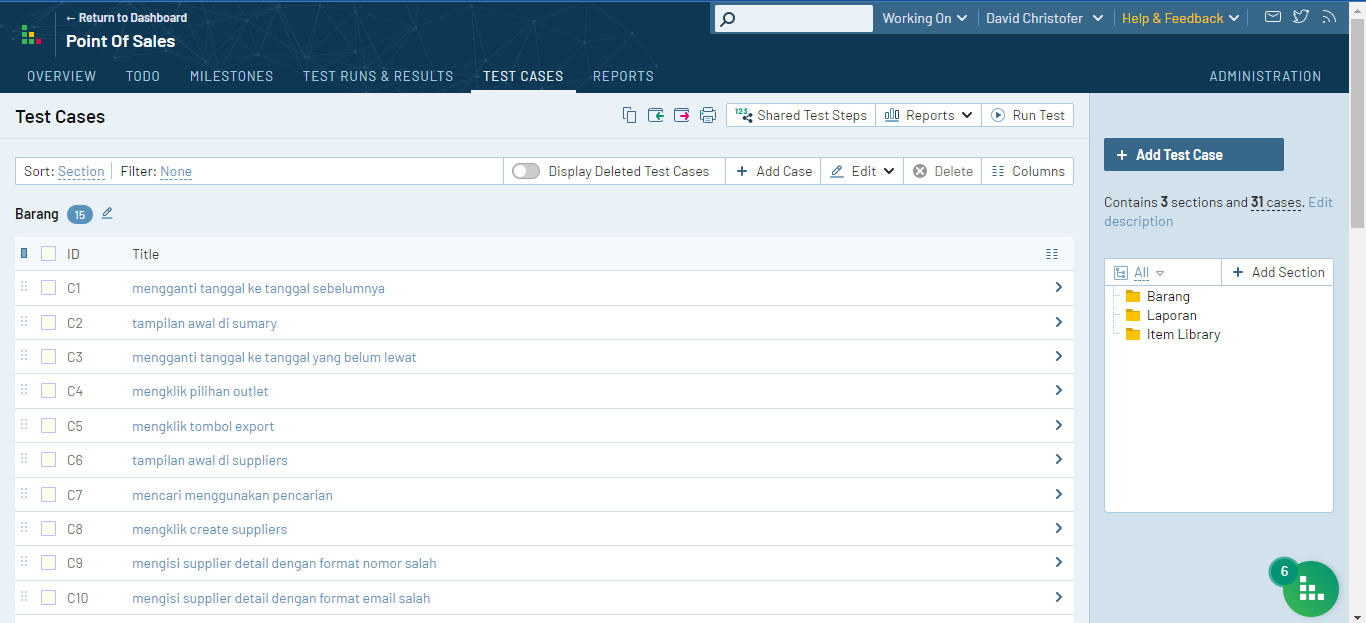 ← Return to Dashboard
Point Of Sales
Working On
David Christofer
Help & Feedback
OVERVIEW TODO MILESTONES TEST RUNS & RESULTS TEST CASES REPORTS ADMINISTRATION
Test Cases
123 Shared Test Steps Reports Run Test
Sort: Section Filter: None Display Deleted Test Cases + Add Case Edit Delete Columns
Barang 15
ID Title
C1 mengganti tanggal ke tanggal sebelumnya
C2 tampilan awal di sumary
C3 mengganti tanggal ke tanggal yang belum lewat
C4 mengklik pilihan outlet
C5 mengklik tombol export
C6 tampilan awal di suppliers
C7 mencari menggunakan pencarian
C8 mengklik create suppliers
C9 mengisi supplier detail dengan format nomor salah
C10 mengisi supplier detail dengan format email salah
+ Add Test Case
Contains 3 sections and 31 cases. Edit
description
All + Add Section
Barang
Laporan
Item Library
6